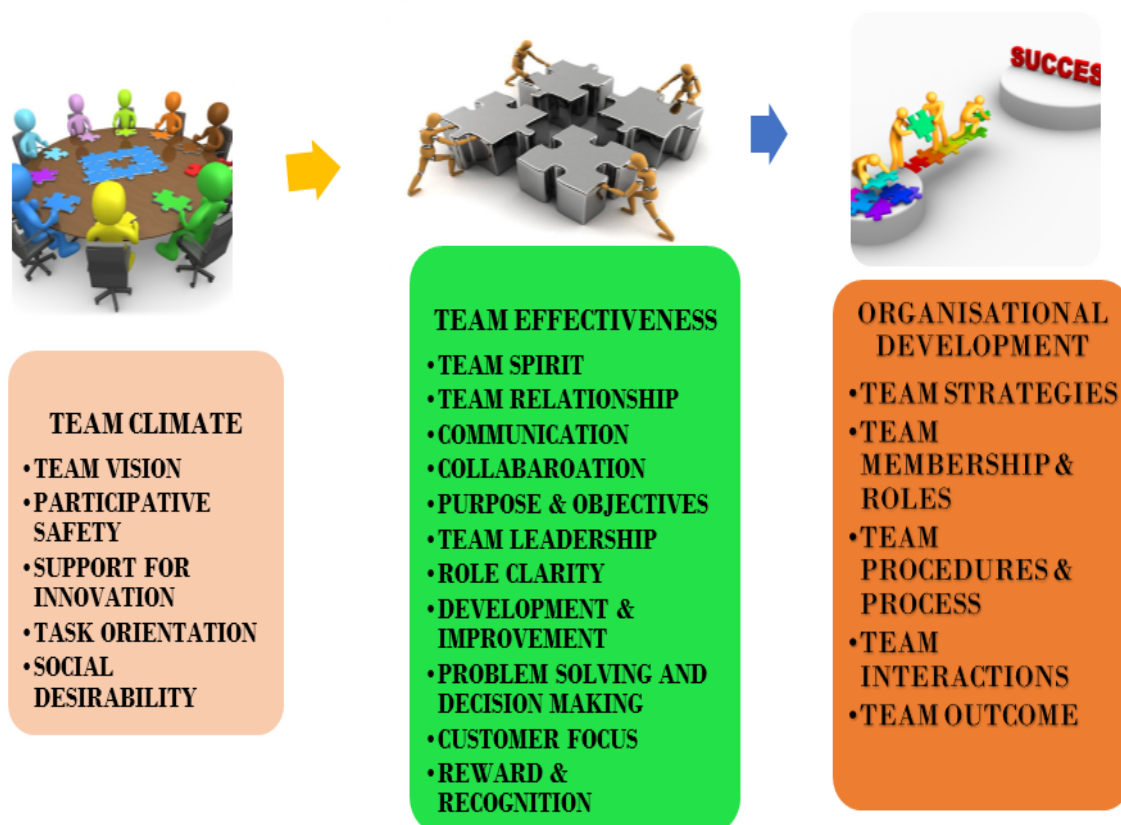 SUCCES
TEAM CLIMATE
•TEAM VISION
•PARTICIPATIVE
SAFETY
•SUPPORT FOR
INNOVATION
•TASK ORIENTATION
•SOCIAL
DESIRABILITY
TEAM EFFECTIVENESS
•TEAM SPIRIT
•TEAM RELATIONSHIP
•COMMUNICATION
•COLLABAROATION
•PURPOSE & OBJECTIVES
•TEAM LEADERSHIP
•ROLE CLARITY
•DEVELOPMENT &
IMPROVEMENT
•PROBLEM SOLVING AND
DECISION MAKING
•CUSTOMER FOCUS
•REWARD &
RECOGNITION
ORGANISATIONAL
DEVELOPMENT
•TEAM STRATEGIES
•TEAM
MEMBERSHIP &
ROLES
•TEAM
PROCEDURES &
PROCESS
•TEAM
INTERACTIONS
•TEAM OUTCOME